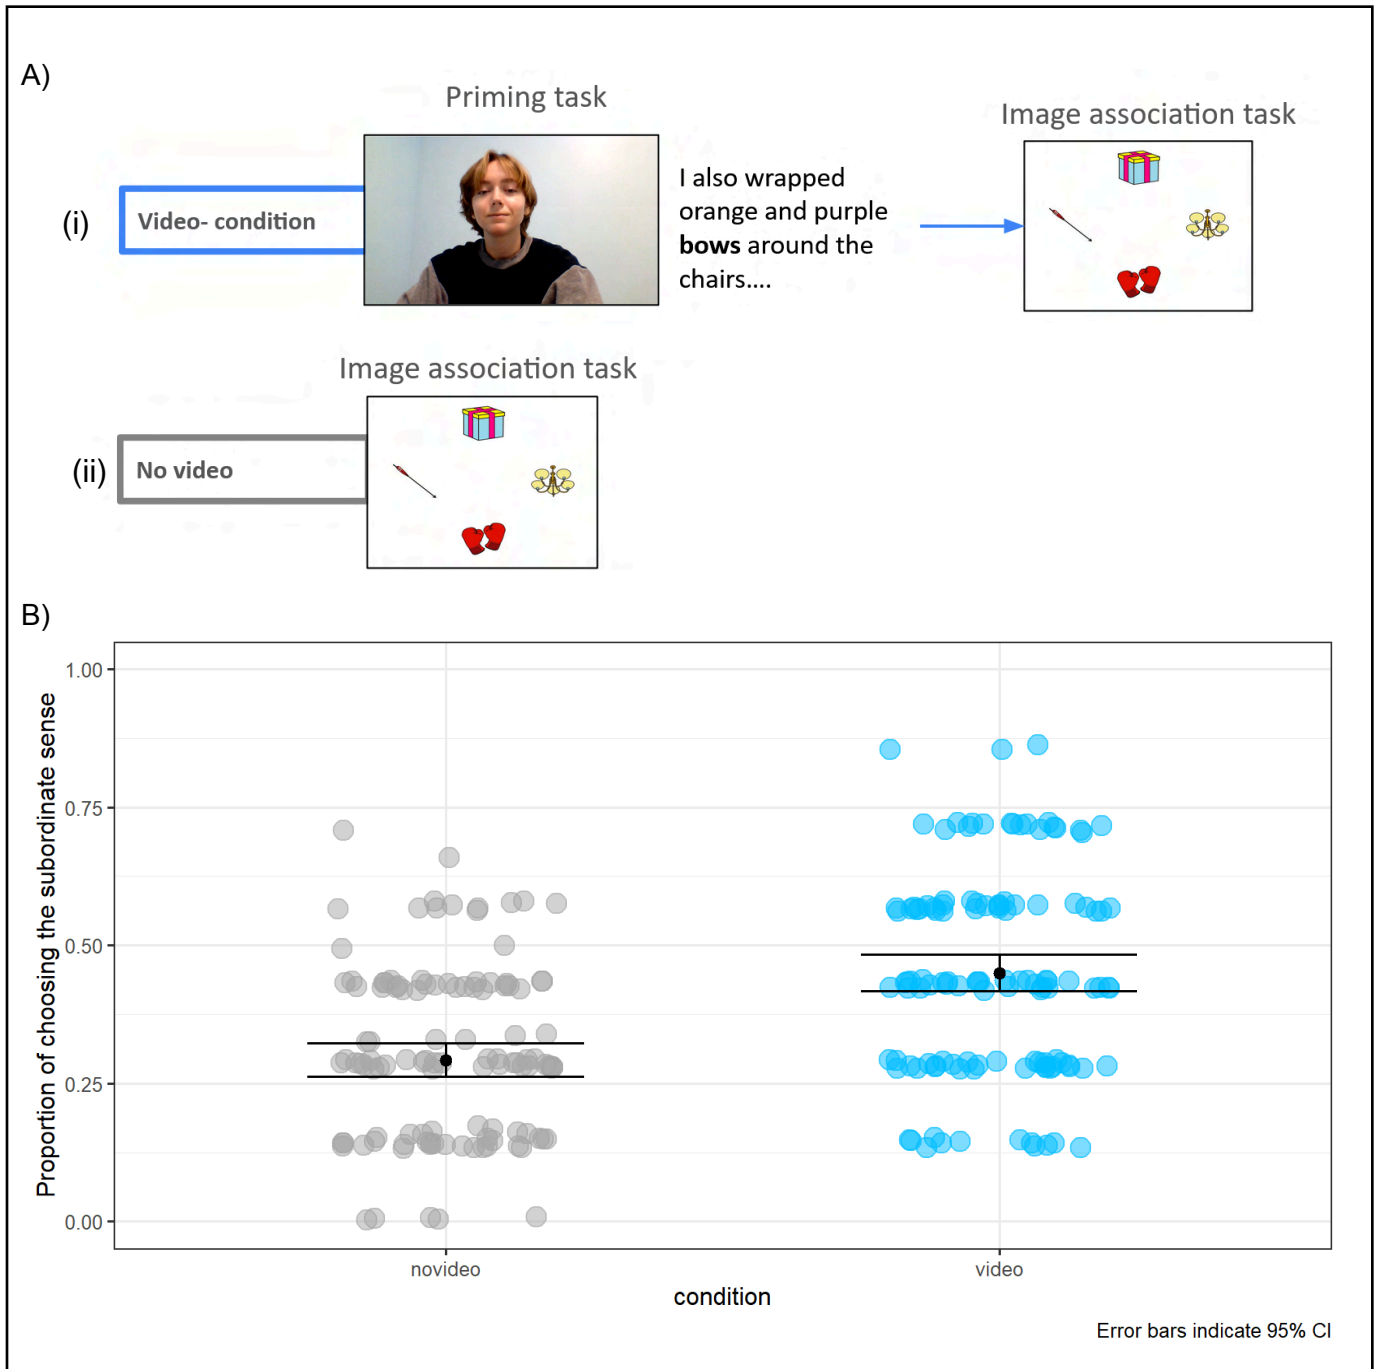 A)
Priming task
Image association task
(i)
Video- condition
I also wrapped
orange and purple
bows around the
chairs....
Image association task
(ii)
No video
B)
Proportion of choosing the subordinate sense
1.00
0.75
0.50
0.25
0.00
novideo
video
condition
Error bars indicate 95% CI